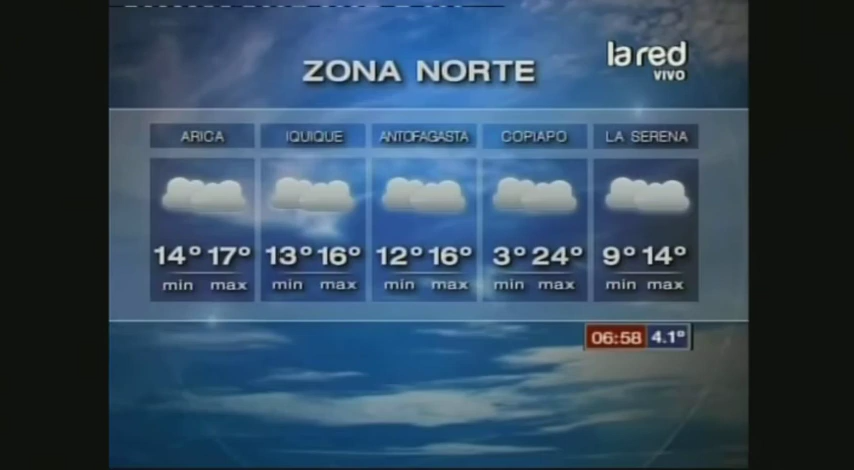 la red
VIVO
ZONA NORTE
ARICA IQUIQUE ANTOFAGASTA COPIAPO LA SERENA
14° 17° 13° 16° 12° 16° 3° 24° 9° 14°
min max min max min max min max min max
06:58 4.1°